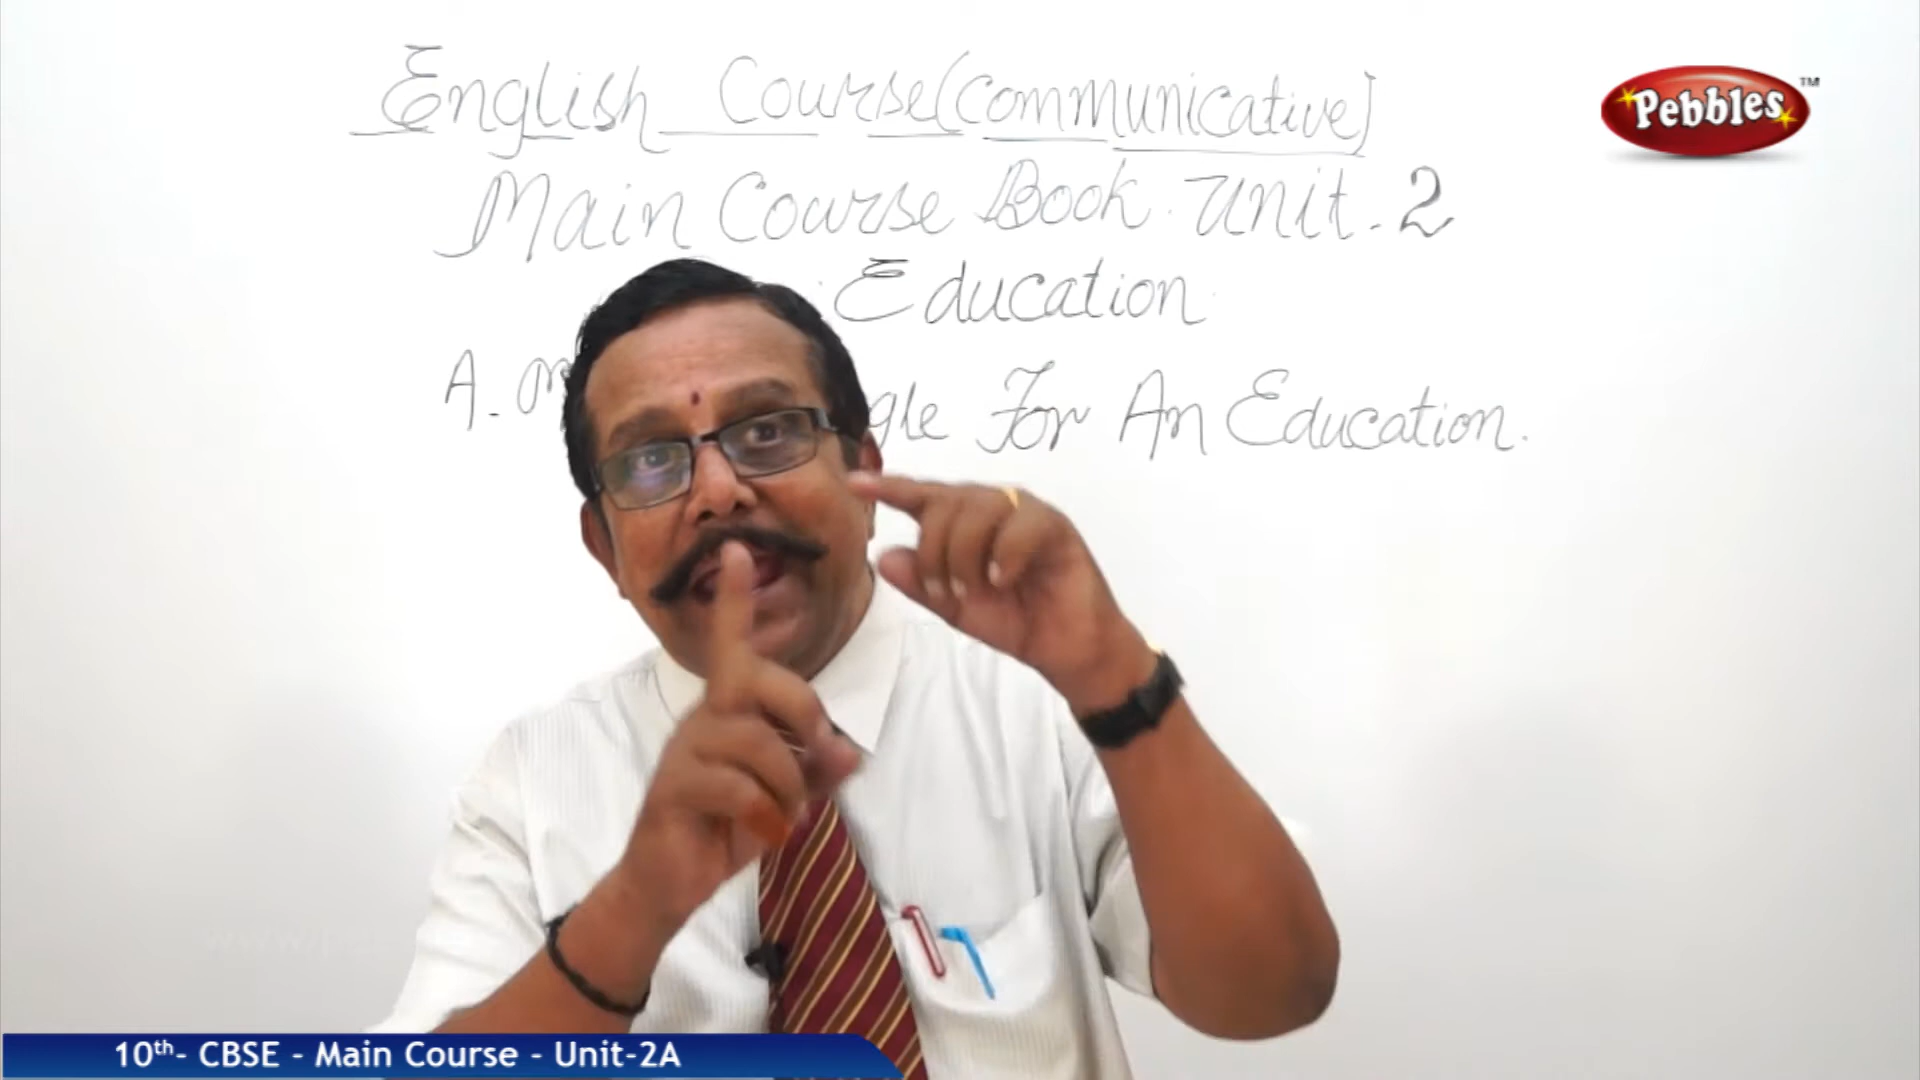 English Course (Communicative)
Main Course Book Unit - 2
Education
A. For An Education.
Pebbles TM
10th- CBSE - Main Course - Unit-2A